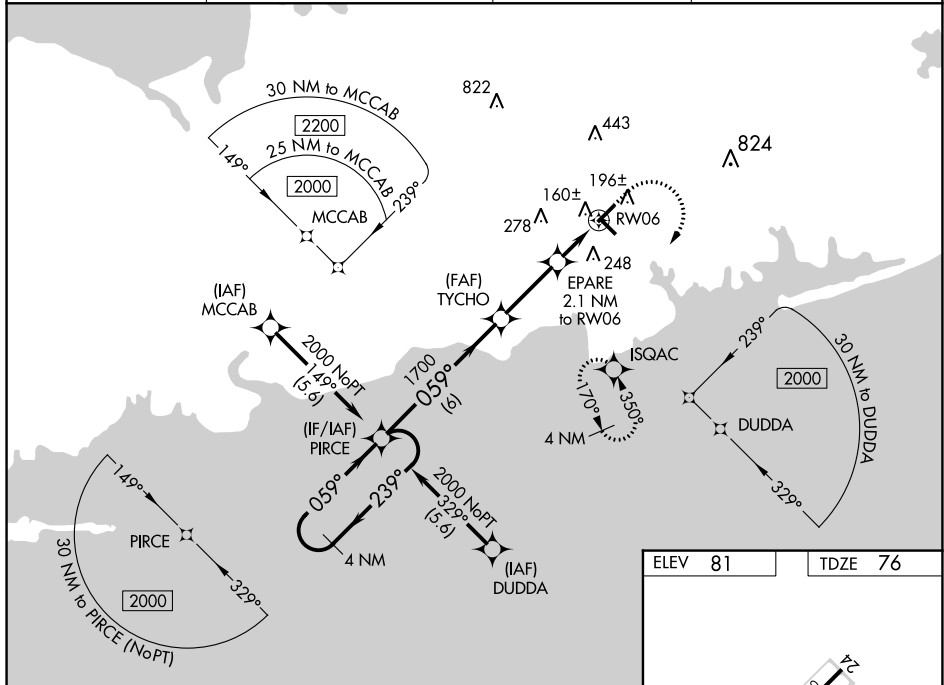 30 NM to MCCAB
2200
25 NM to MCCAB
2000
149°
239°
MCCAB
822
443
824
196±
160±
278
RW06
248
(FAF)
TYCHO
EPARE
2.1 NM
to RW06
(IAF)
MCCAB
2000 NoPT
149°
(5.6)
1700
059°
(6)
ISQAC
170°
350°
4 NM
239°
30 NM to DUDDA
2000
DUDDA
329°
(IF/IAF)
PIRCE
059°
239°
4 NM
2000 NoPT
329°
(5.6)
(IAF)
DUDDA
149°
PIRCE
329°
2000
30 NM to PIRCE (NoPT)
ELEV 81
TDZE 76
24